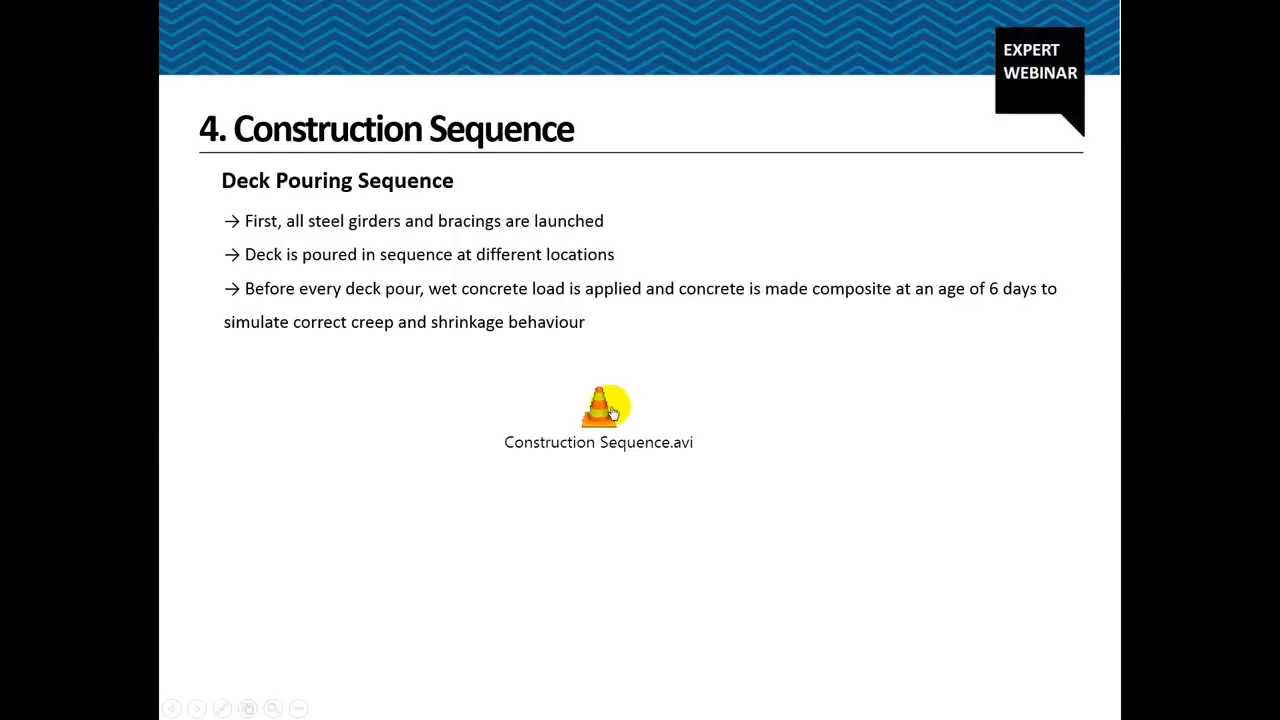 EXPERT
WEBINAR
4. Construction Sequence
Deck Pouring Sequence
→ First, all steel girders and bracings are launched
→ Deck is poured in sequence at different locations
→ Before every deck pour, wet concrete load is applied and concrete is made composite at an age of 6 days to
simulate correct creep and shrinkage behaviour
Construction Sequence.avi